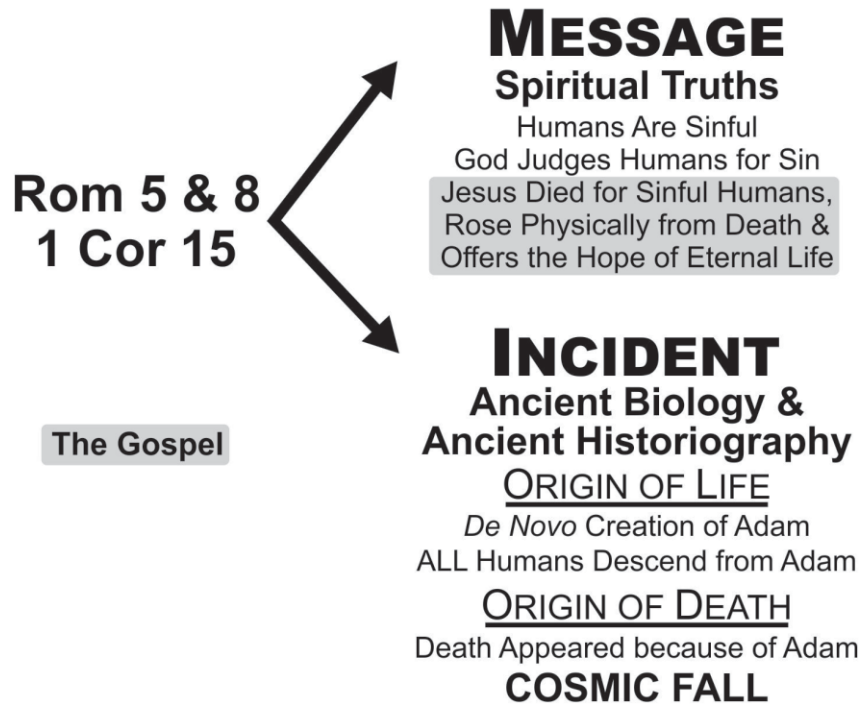 Rom 5 & 8
1 Cor 15
The Gospel
MESSAGE
Spiritual Truths
Humans Are Sinful
God Judges Humans for Sin
Jesus Died for Sinful Humans,
Rose Physically from Death &
Offers the Hope of Eternal Life
INCIDENT
Ancient Biology &
Ancient Historiography
ORIGIN OF LIFE
De Novo Creation of Adam
ALL Humans Descend from Adam
ORIGIN OF DEATH
Death Appeared because of Adam
COSMIC FALL